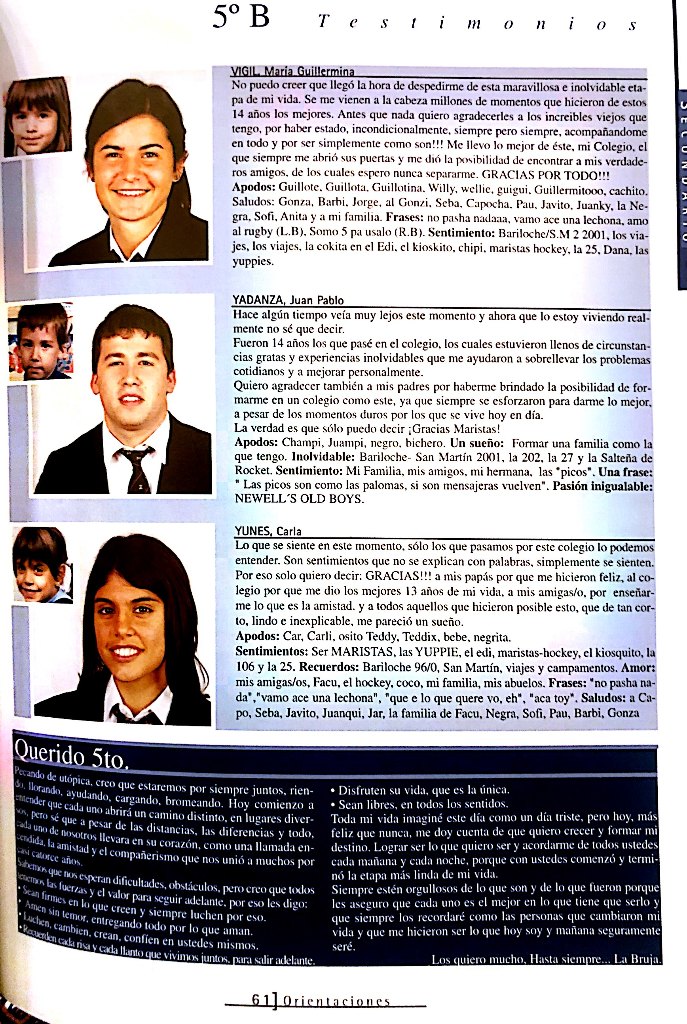 5º B Testimonios
SECUNDARIO
VIGIL, María Guillermina
No puedo creer que llegó la hora de despedirme de esta maravillosa e inolvidable eta-
pa de mi vida. Se me vienen a la cabeza millones de momentos que hicieron de estos
14 años los mejores. Antes que nada quiero agradecerles a los increibles viejos que
tengo, por haber estado, incondicionalmente, siempre pero siempre, acompañandome
en todo y por ser simplemente como son!!! Me llevo lo mejor de éste, mi Colegio, el
que siempre me abrió sus puertas y me dió la posibilidad de encontrar a mis verdade-
ros amigos, de los cuales espero nunca separarme. GRACIAS POR TODO!!!
Apodos: Guillote, Guillota, Guillotina, Willy, wellie, guigui, Guillermitooo, cachito.
Saludos: Gonza, Barbi, Jorge, al Gonzi, Seba, Capocha, Pau, Javito, Juanky, la Ne-
gra, Sofi, Anita y a mi familia. Frases: no pasha nadaaa, vamo ace una lechona, amo
al rugby (L.B), Somo 5 pa usalo (R.B). Sentimiento: Bariloche/S.M 2 2001, los via-
jes, los viajes, la cokita en el Edi, el kioskito, chipi, maristas hockey, la 25, Dana, las
yuppies.
YADANZA, Juan Pablo
Hace algún tiempo veía muy lejos este momento y ahora que lo estoy viviendo real-
mente no sé que decir.
Fueron 14 años los que pasé en el colegio, los cuales estuvieron llenos de circunstan-
cias gratas y experiencias inolvidables que me ayudaron a sobrellevar los problemas
cotidianos y a mejorar personalmente.
Quiero agradecer también a mis padres por haberme brindado la posibilidad de for-
marme en un colegio como este, ya que siempre se esforzaron para darme lo mejor,
a pesar de los momentos duros por los que se vive hoy en día.
La verdad es que sólo puedo decir ¡Gracias Maristas!
Apodos: Champi, Juampi, negro, bichero. Un sueño: Formar una familia como la
que tengo. Inolvidable: Bariloche- San Martín 2001, la 202, la 27 y la Salteña de
Rocket. Sentimiento: Mi Familia, mis amigos, mi hermana, las "picos". Una frase:
" Las picos son como las palomas, si son mensajeras vuelven". Pasión inigualable:
NEWELL´S OLD BOYS.
YUNES, Carla
Lo que se siente en este momento, sólo los que pasamos por este colegio lo podemos
entender. Son sentimientos que no se explican con palabras, simplemente se sienten.
Por eso solo quiero decir: GRACIAS!!! a mis papás por que me hicieron feliz, al co-
legio por que me dio los mejores 13 años de mi vida, a mis amigas/o, por enseñar-
me lo que es la amistad. y a todos aquellos que hicieron posible esto, que de tan cor-
to, lindo e inexplicable, me pareció un sueño.
Apodos: Car, Carli, osito Teddy, Teddix, bebe, negrita.
Sentimientos: Ser MARISTAS, las YUPPIE, el edi, maristas-hockey, el kiosquito, la
106 y la 25. Recuerdos: Bariloche 96/0, San Martín, viajes y campamentos. Amor:
mis amigas/os, Facu, el hockey, coco, mi familia, mis abuelos. Frases: "no pasha na-
da","vamo ace una lechona", "que e lo que quere vo, eh", "aca toy". Saludos: a Ca-
po, Seba, Javito, Juanqui, Jar, la familia de Facu, Negra, Sofi, Pau, Barbi, Gonza
Querido 5to.
Pecando de utópica, creo que estaremos por siempre juntos, rien-
do, llorando, ayudando, cargando, bromeando. Hoy comienzo a
entender que cada uno abrirá un camino distinto, en lugares diver-
sos, pero sé que a pesar de las distancias, las diferencias y todo,
cada uno de nosotros llevara en su corazón, como una llamada en-
cendida, la amistad y el compañerismo que nos unió a muchos por
casi catorce años.
Sabemos que nos esperan dificultades, obstáculos, pero creo que todos
tenemos las fuerzas y el valor para seguir adelante, por eso les digo:
• Sean firmes en lo que creen y siempre luchen por eso.
• Amen sin temor, entregando todo por lo que aman.
• Luchen, cambien, crean, confíen en ustedes mismos.
• Recuerden cada risa y cada llanto que vivimos juntos, para salir adelante.
• Disfruten su vida, que es la única.
• Sean libres, en todos los sentidos.
Toda mi vida imaginé este día como un día triste, pero hoy, más
feliz que nunca, me doy cuenta de que quiero crecer y formar mi
destino. Lograr ser lo que quiero ser y acordarme de todos ustedes
cada mañana y cada noche, porque con ustedes comenzó y termi-
nó la etapa más linda de mi vida.
Siempre estén orgullosos de lo que son y de lo que fueron porque
les aseguro que cada uno es el mejor en lo que tiene que serlo y
que siempre los recordaré como las personas que cambiaron mi
vida y que me hicieron ser lo que hoy soy y mañana seguramente
seré.
Los quiero mucho, Hasta siempre... La Bruja.
61] Orientaciones